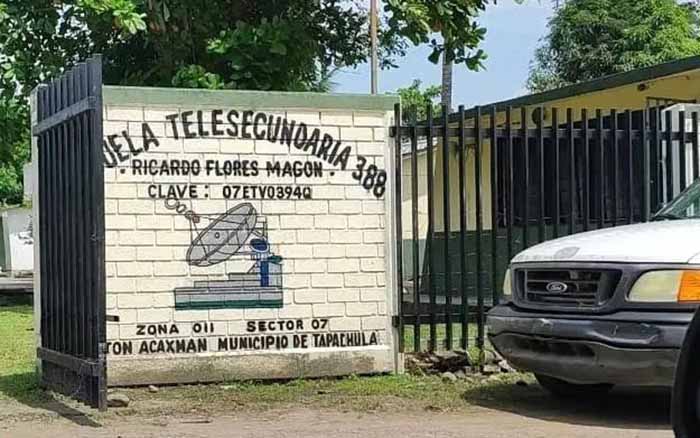 UELA TELESECUNDARIA 388
• RICARDO FLORES MAGON •
CLAVE : 07ETV0394Q
ZONA 011 SECTOR 07
TON ACAXMAN MUNICIPIO DE TAPACHULA
Ford